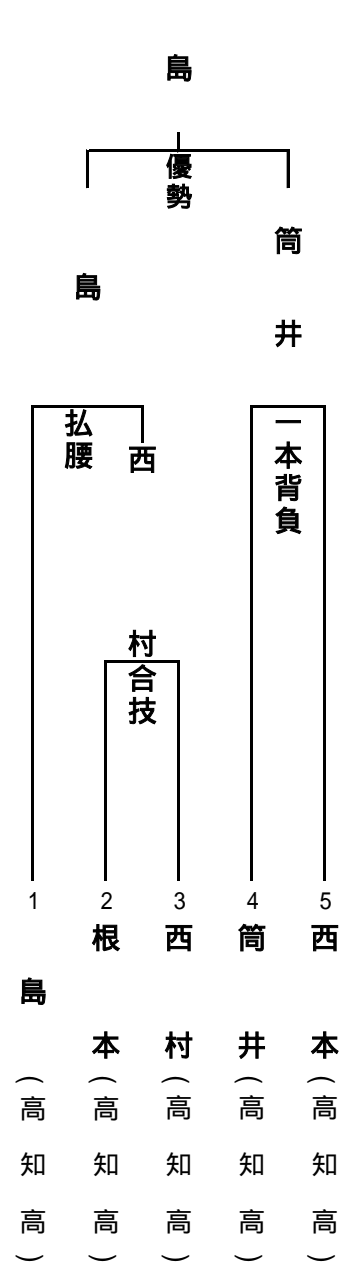 島
優勢
島
筒井
払腰
西村
一本背負
合技
1
2
3
4
5
島(高知高)
根本(高知高)
西村(高知高)
筒井(高知高)
西本(高知高)